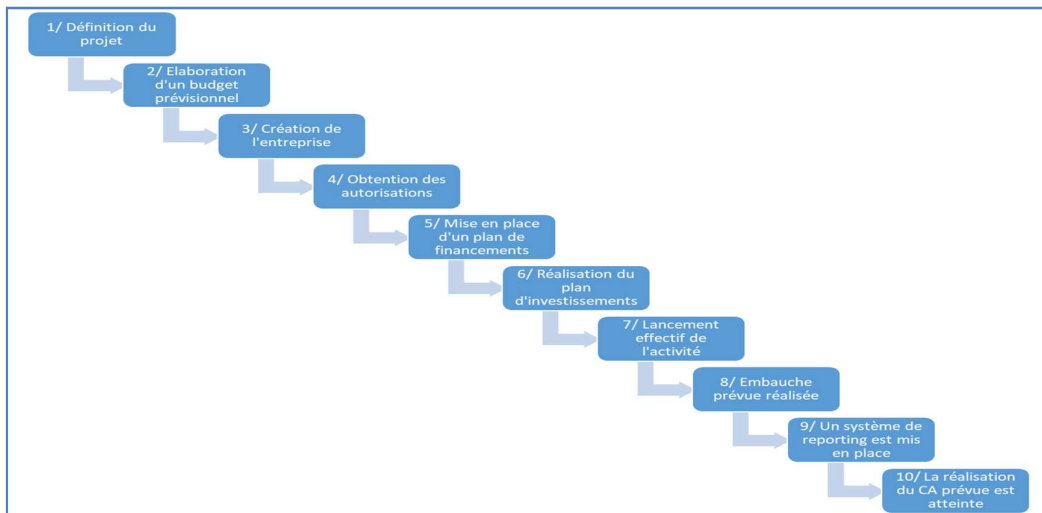 1/ Définition du
projet
2/ Elaboration
d'un budget
prévisionnel
3/ Création de
l'entreprise
4/ Obtention des
autorisations
5/ Mise en place
d'un plan de
financements
6/ Réalisation du
plan
d'investissements
7/ Lancement
effectif de
l'activité
8/ Embauche
prévue réalisée
9/ Un système de
reporting est mis
en place
10/ La réalisation
du CA prévue est
atteinte